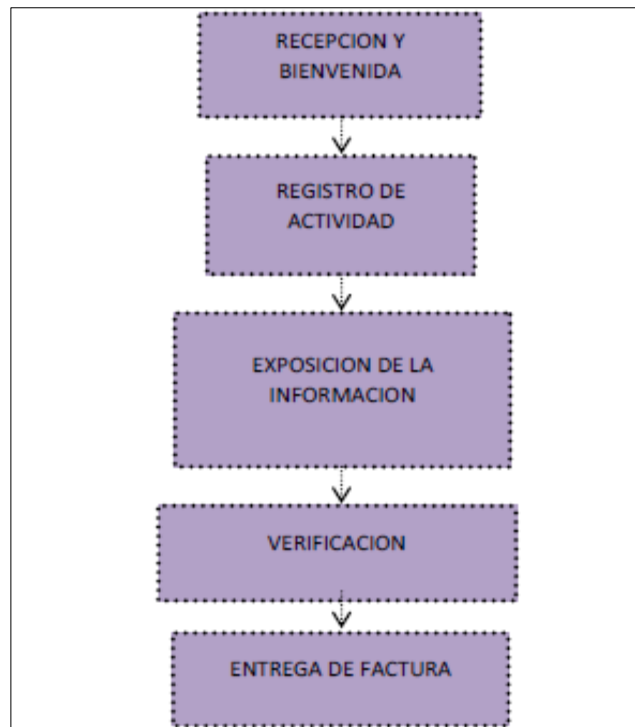 RECEPCION Y
BIENVENIDA
REGISTRO DE
ACTIVIDAD
EXPOSICION DE LA
INFORMACION
VERIFICACION
ENTREGA DE FACTURA